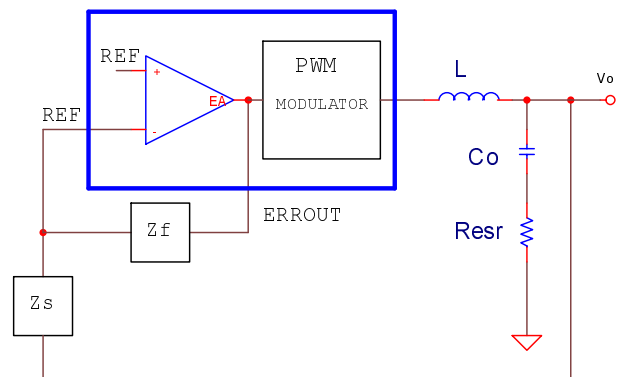 REF
+
PWM
L
Vo
EA
MODULATOR
REF
-
Co
ERROUT
Zf
Resr
Zs